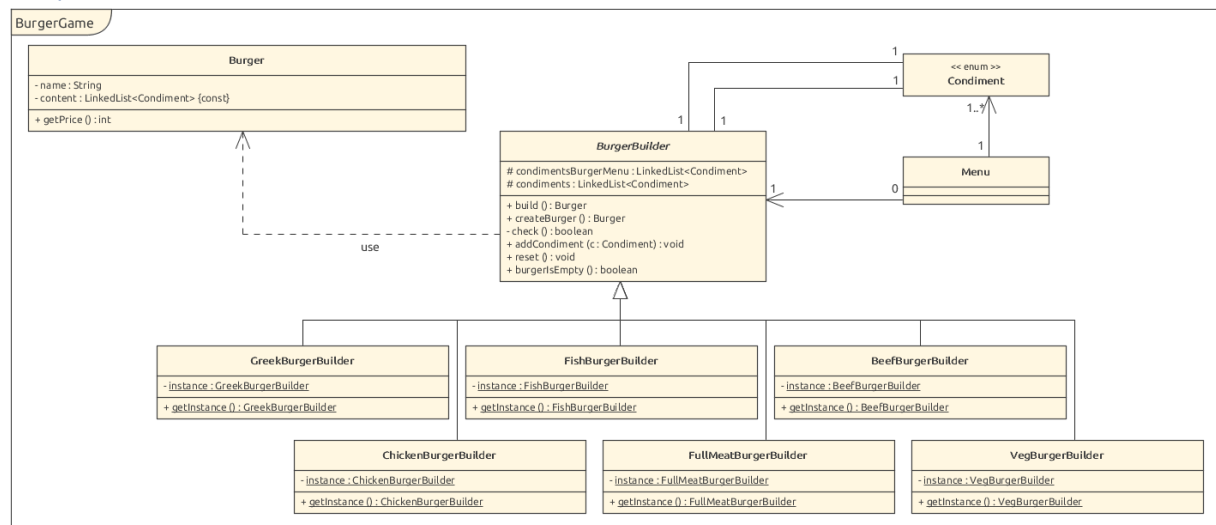 BurgerGame
Burger
- name : String
- content : LinkedList<Condiment> {const}
+ getPrice () : int
<< enum >>
Condiment
1
1
1..*
1
1
1
BurgerBuilder
# condimentsBurgerMenu : LinkedList<Condiment>
# condiments : LinkedList<Condiment>
+ build () : Burger
+ createBurger () : Burger
- check () : boolean
+ addCondiment (c : Condiment) : void
+ reset () : void
+ burgerIsEmpty () : boolean
Menu
1
0
use
GreekBurgerBuilder
- instance : GreekBurgerBuilder
+ getInstance () : GreekBurgerBuilder
FishBurgerBuilder
- instance : FishBurgerBuilder
+ getInstance () : FishBurgerBuilder
BeefBurgerBuilder
- instance : BeefBurgerBuilder
+ getInstance () : BeefBurgerBuilder
ChickenBurgerBuilder
- instance : ChickenBurgerBuilder
+ getInstance () : ChickenBurgerBuilder
FullMeatBurgerBuilder
- instance : FullMeatBurgerBuilder
+ getInstance () : FullMeatBurgerBuilder
VegBurgerBuilder
- instance : VegBurgerBuilder
+ getInstance () : VegBurgerBuilder